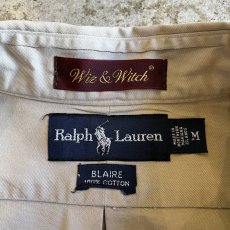 Wiz & Witch®
Ralph Lauren
M
BLAIRE
100% COTTON